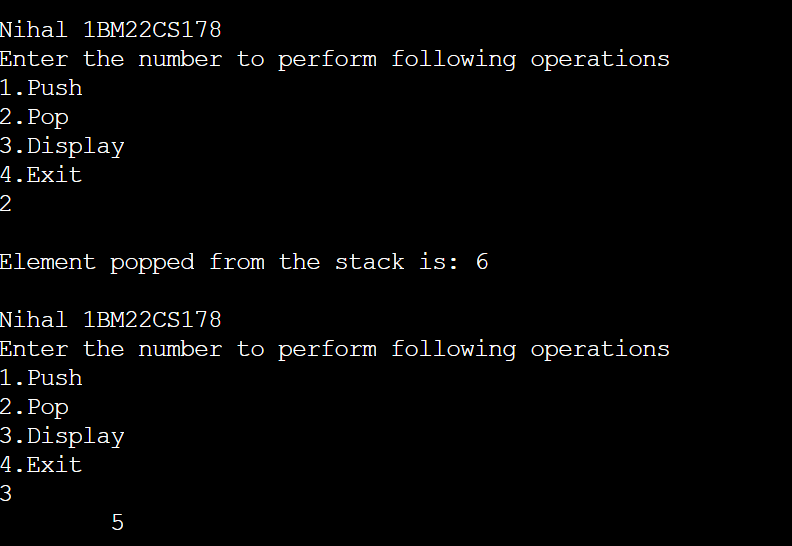 Nihal 1BM22CS178
Enter the number to perform following operations
1.Push
2.Pop
3.Display
4.Exit
2
Element popped from the stack is: 6
Nihal 1BM22CS178
Enter the number to perform following operations
1.Push
2.Pop
3.Display
4.Exit
3
5